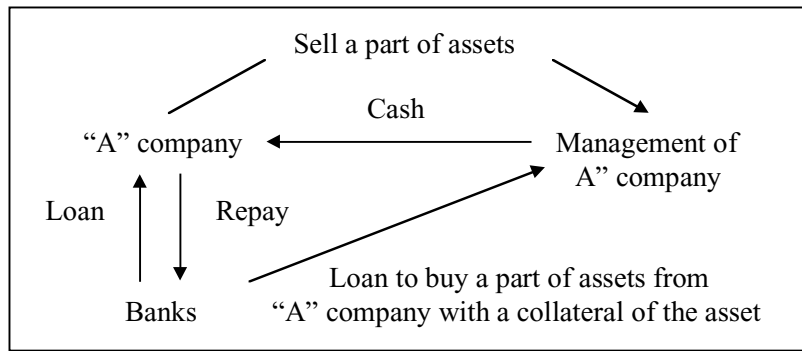 Sell a part of assets
Cash
“A” company
Management of
A” company
Loan
Repay
Loan to buy a part of assets from
“A” company with a collateral of the asset
Banks